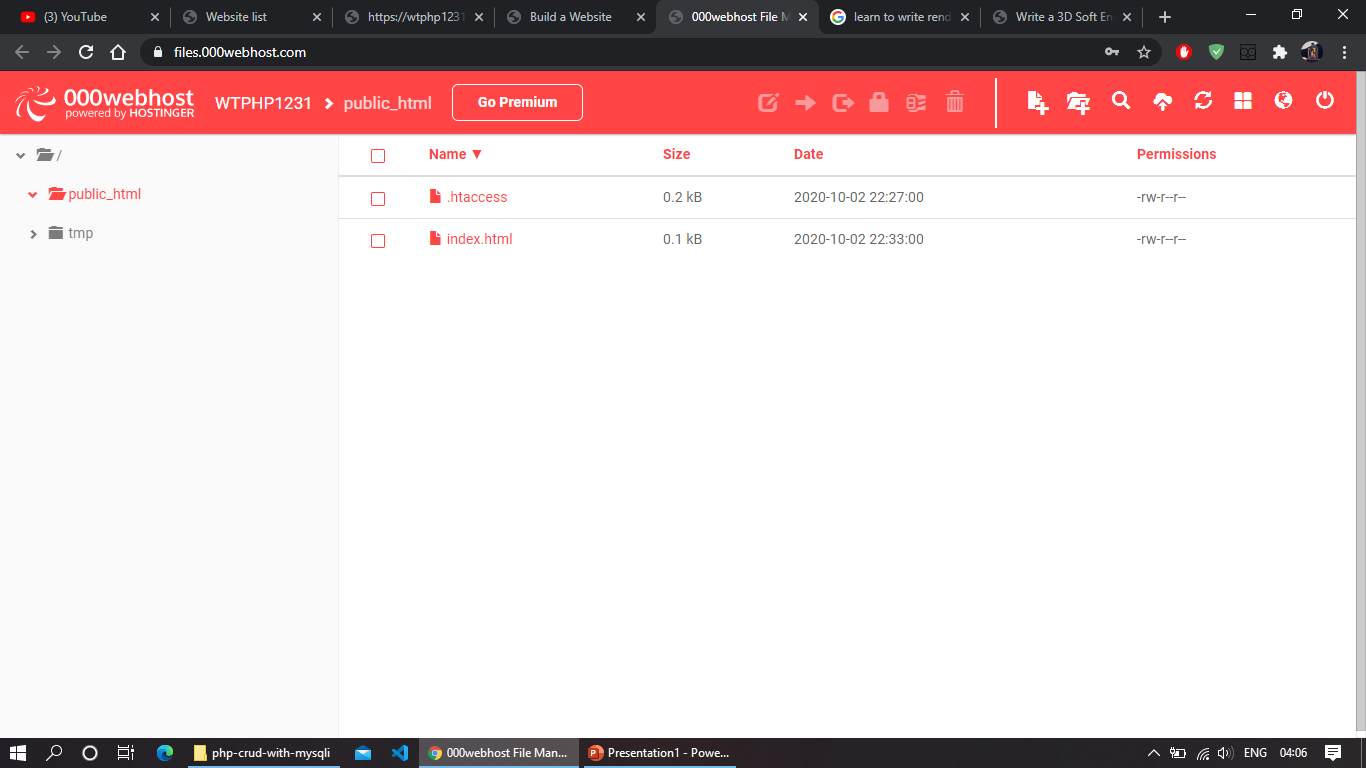 (3) YouTube
Website list
https://wtphp1231
Build a Website
000webhost File M
learn to write rend
Write a 3D Soft En
files.000webhost.com
000webhost
powered by HOSTINGER
WTPHP1231 > public_html
Go Premium
/
public_html
tmp
Name ▼ Size Date Permissions
.htaccess 0.2 kB 2020-10-02 22:27:00 -rw-r--r--
index.html 0.1 kB 2020-10-02 22:33:00 -rw-r--r--
php-crud-with-mysqli
000webhost File Man...
Presentation1 - Powe...
ENG
04:06